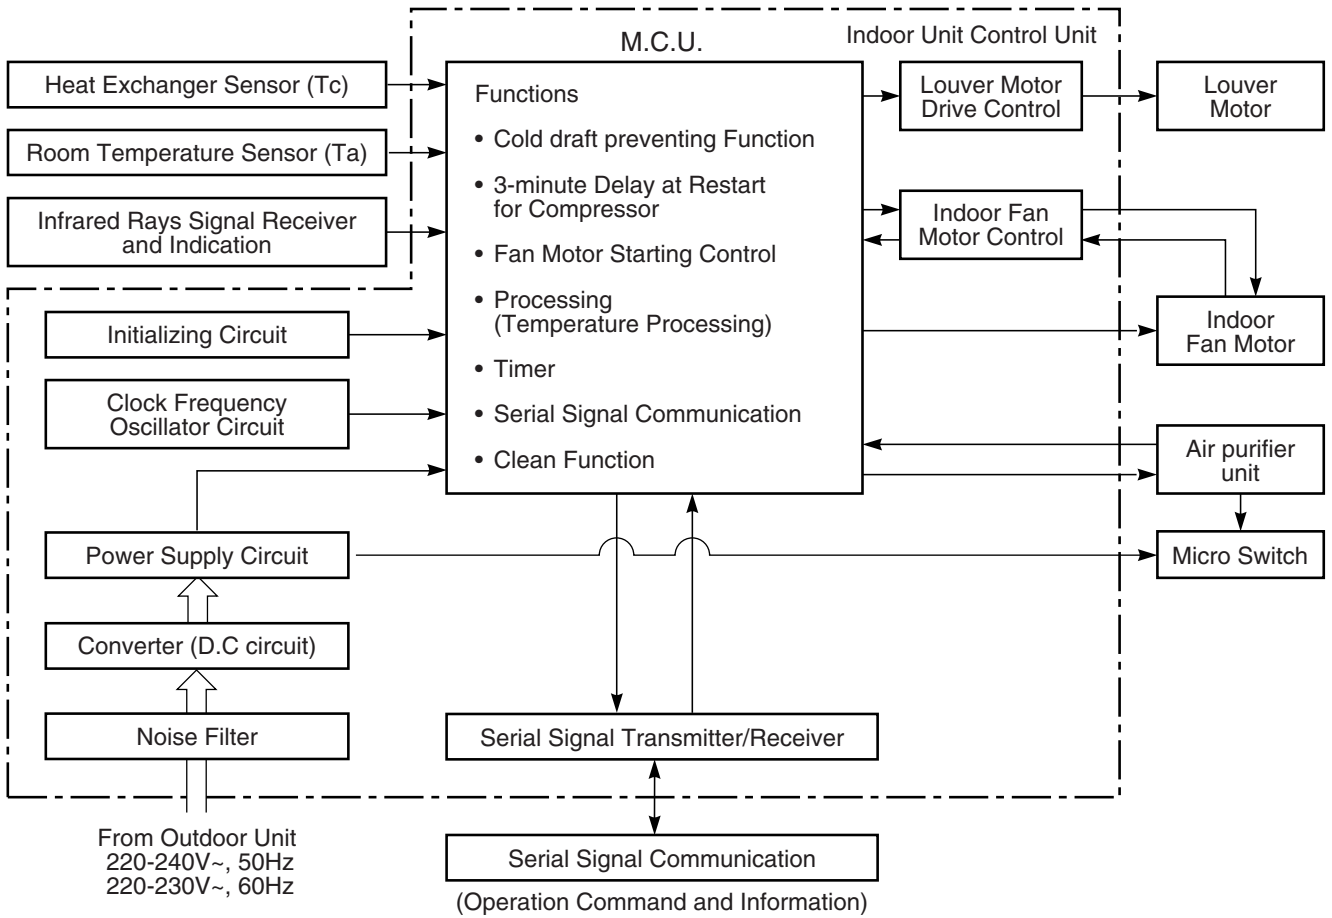 M.C.U.
Indoor Unit Control Unit
Heat Exchanger Sensor (Tc)
Room Temperature Sensor (Ta)
Infrared Rays Signal Receiver
and Indication
Initializing Circuit
Clock Frequency
Oscillator Circuit
Power Supply Circuit
Converter (D.C circuit)
Noise Filter
From Outdoor Unit
220-240V~, 50Hz
220-230V~, 60Hz
Functions
• Cold draft preventing Function
• 3-minute Delay at Restart
for Compressor
• Fan Motor Starting Control
• Processing
(Temperature Processing)
• Timer
• Serial Signal Communication
• Clean Function
Serial Signal Transmitter/Receiver
Serial Signal Communication
(Operation Command and Information)
Louver Motor
Drive Control
Louver
Motor
Indoor Fan
Motor Control
Indoor
Fan Motor
Air purifier
unit
Micro Switch